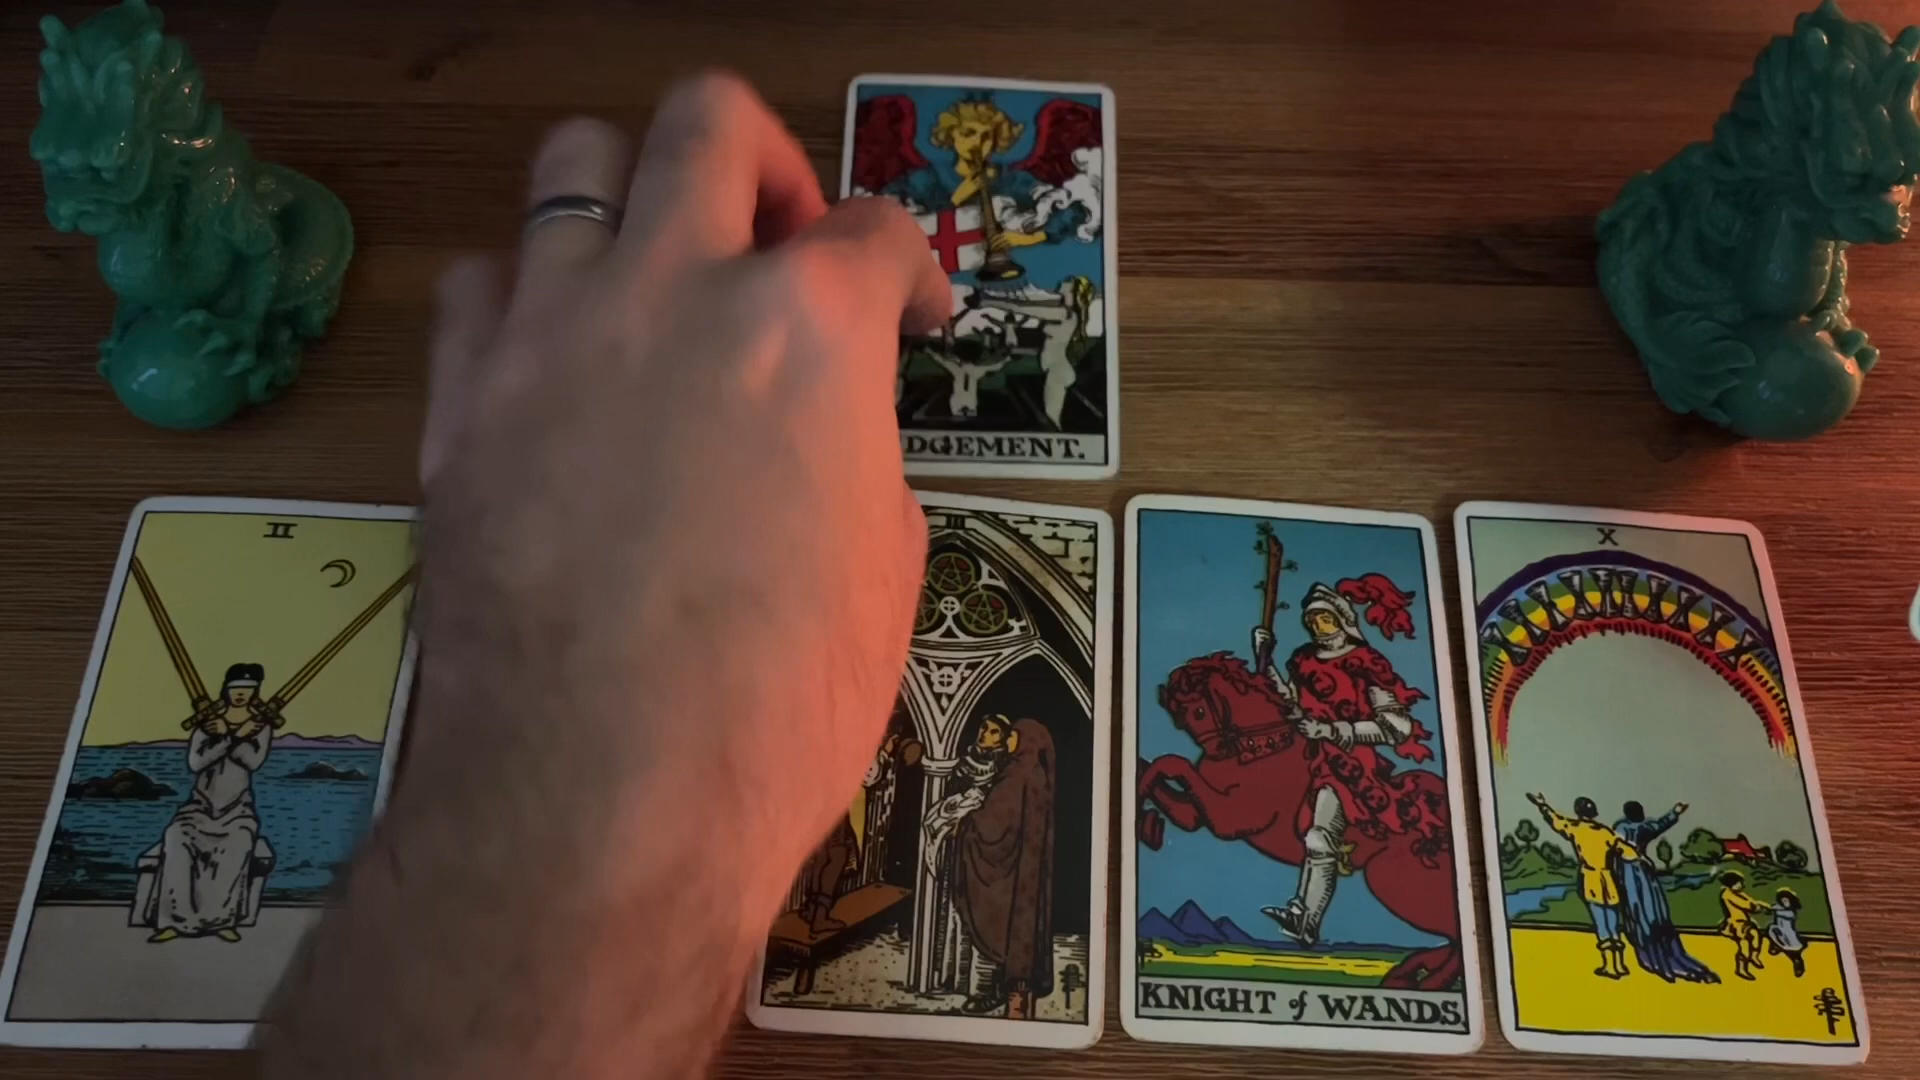 DGEMENT.
II
X
KNIGHT of WANDS.